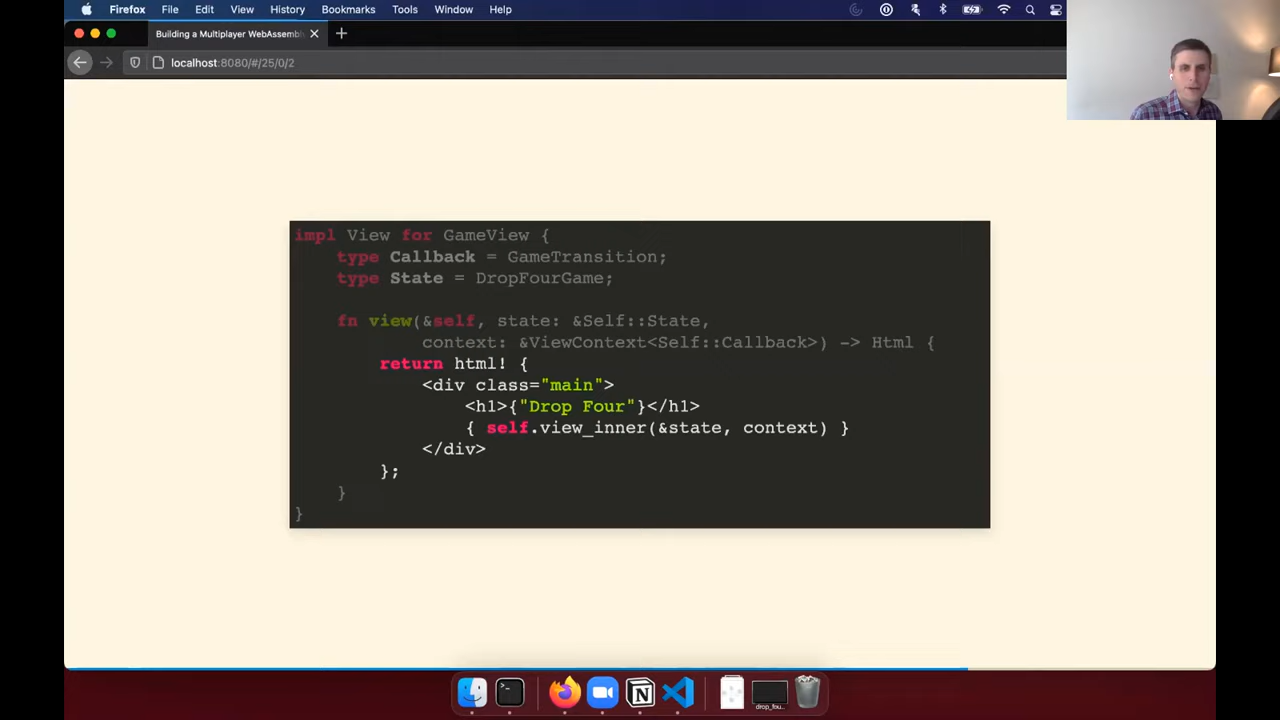 Firefox File Edit View History Bookmarks Tools Window Help
Building a Multiplayer WebAssembl
localhost:8080/#/25/0/2
impl View for GameView {
type Callback = GameTransition;
type State = DropFourGame;
fn view(&self, state: &Self::State,
context: &ViewContext<Self::Callback>) -> Html {
return html! {
<div class="main">
<h1>{"Drop Four"}</h1>
{ self.view_inner(&state, context) }
</div>
};
}
}
drop_fou...